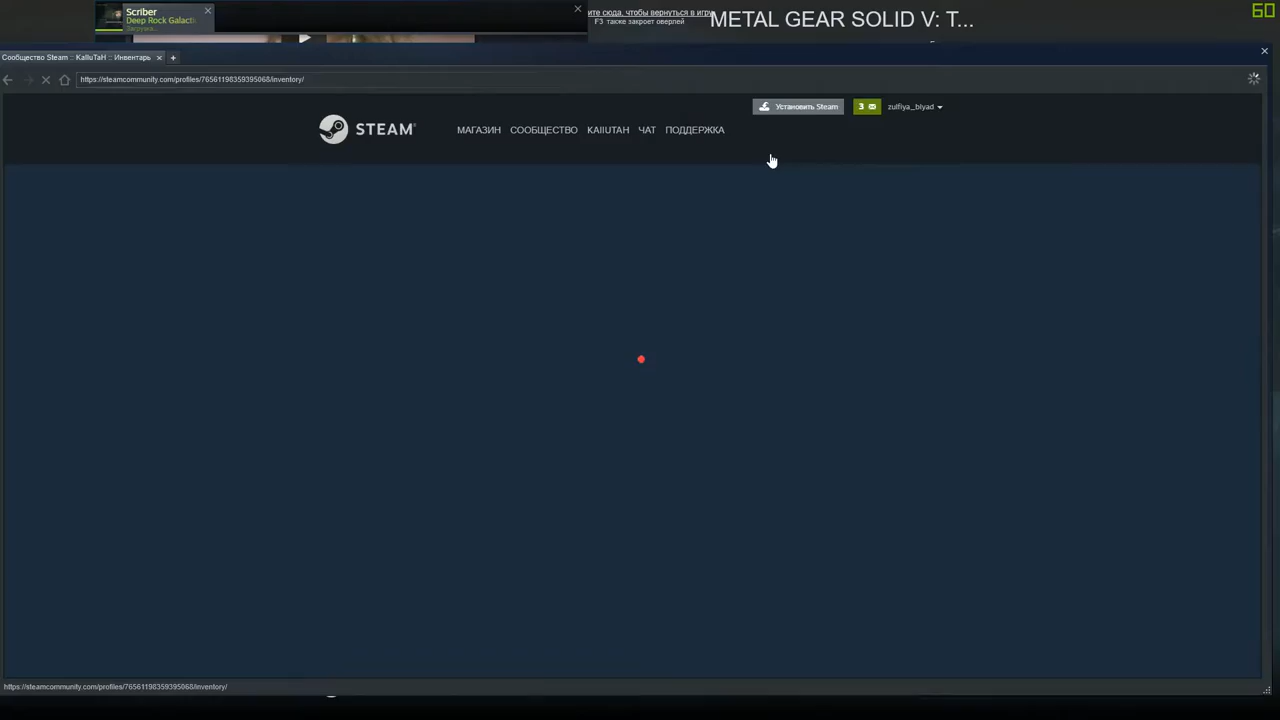 Scriber
Deep Rock Galacti
Загрузка...
ите сюда, чтобы вернуться в игру
F3 также закроет оверлей
METAL GEAR SOLID V: T...
60
Сообщество Steam :: KaIIuTaH :: Инвентарь
https://steamcommunity.com/profiles/76561198359395068/inventory/
Установить Steam
3
zulfiya_blyad
STEAM
МАГАЗИН СООБЩЕСТВО KAIIUTAH ЧАТ ПОДДЕРЖКА
https://steamcommunity.com/profiles/76561198359395068/inventory/